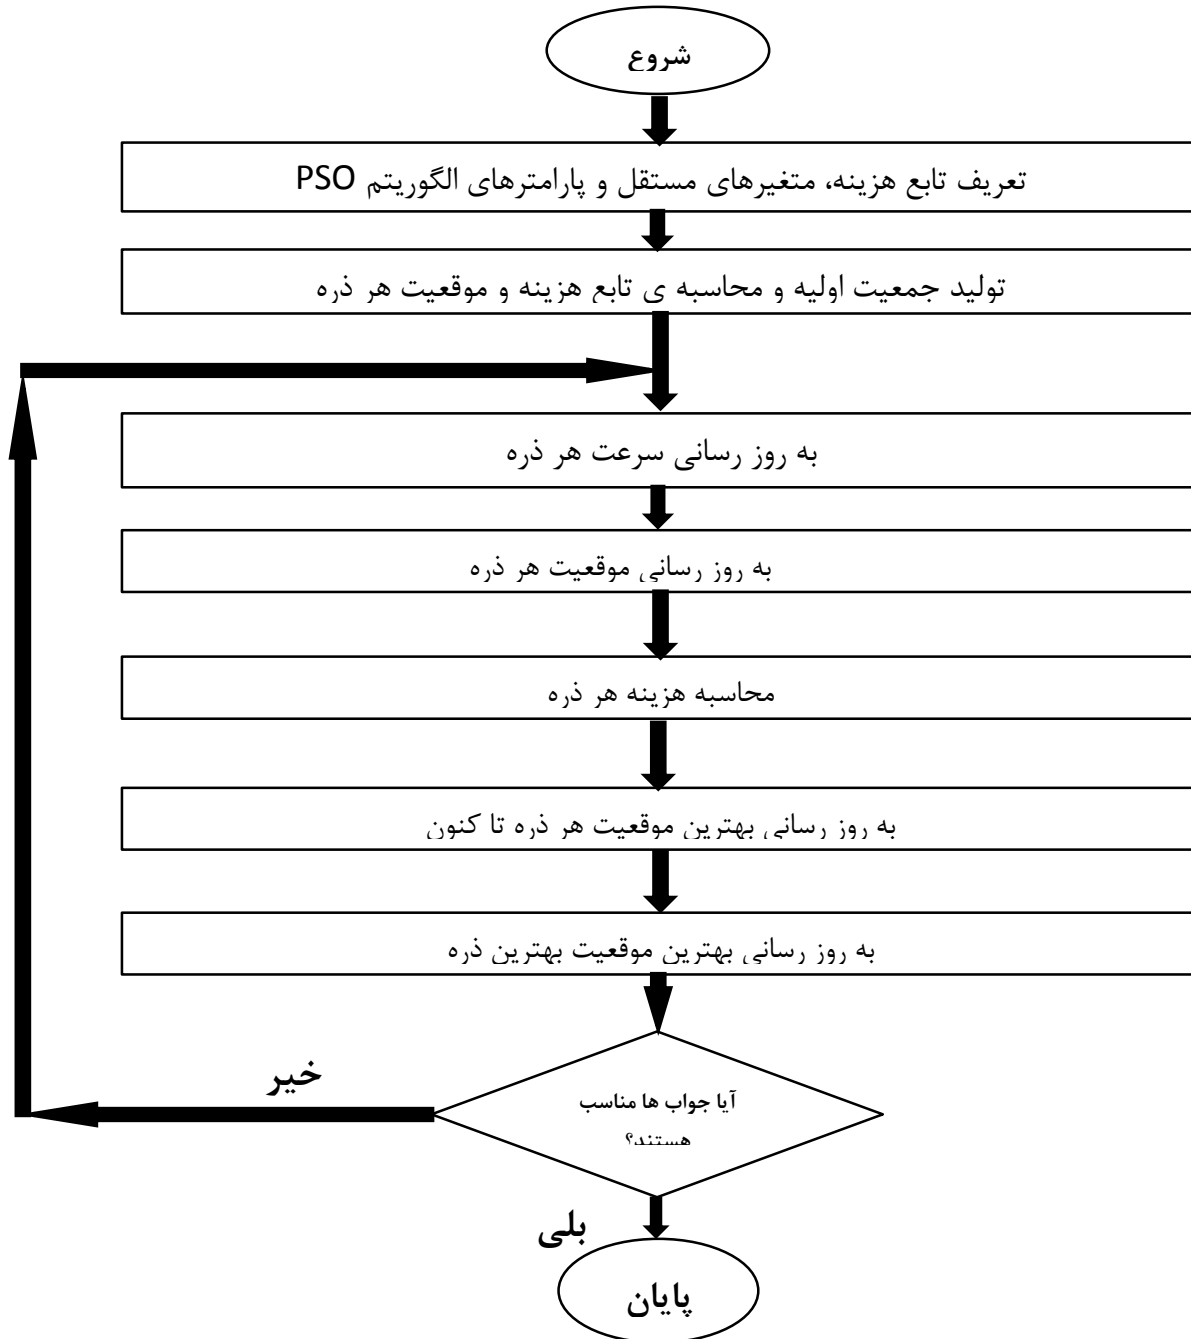 شروع
تعریف تابع هزینه، متغیرهای مستقل و پارامترهای الگوریتم PSO
تولید جمعیت اولیه و محاسبه ی تابع هزینه و موقعیت هر ذره
به روز رسانی سرعت هر ذره
به روز رسانی موقعیت هر ذره
محاسبه هزینه هر ذره
به روز رسانی بهترین موقعیت هر ذره تا کنون
به روز رسانی بهترین موقعیت بهترین ذره
آیا جواب ها مناسب
هستند؟
خیر
بلی
پایان